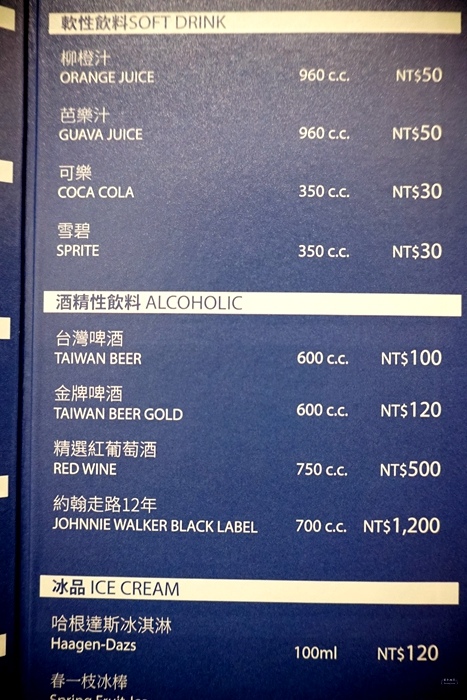 軟性飲料SOFT DRINK
柳橙汁
ORANGE JUICE 960 c.c. NT$50
芭樂汁
GUAVA JUICE 960 c.c. NT$50
可樂
COCA COLA 350 c.c. NT$30
雪碧
SPRITE 350 c.c. NT$30
酒精性飲料 ALCOHOLIC
台灣啤酒
TAIWAN BEER 600 c.c. NT$100
金牌啤酒
TAIWAN BEER GOLD 600 c.c. NT$120
精選紅葡萄酒
RED WINE 750 c.c. NT$500
約翰走路12年
JOHNNIE WALKER BLACK LABEL 700 c.c. NT$1,200
冰品 ICE CREAM
哈根達斯冰淇淋
Haagen-Dazs 100ml NT$120
春一枝冰棒
Spring Fruit Ice